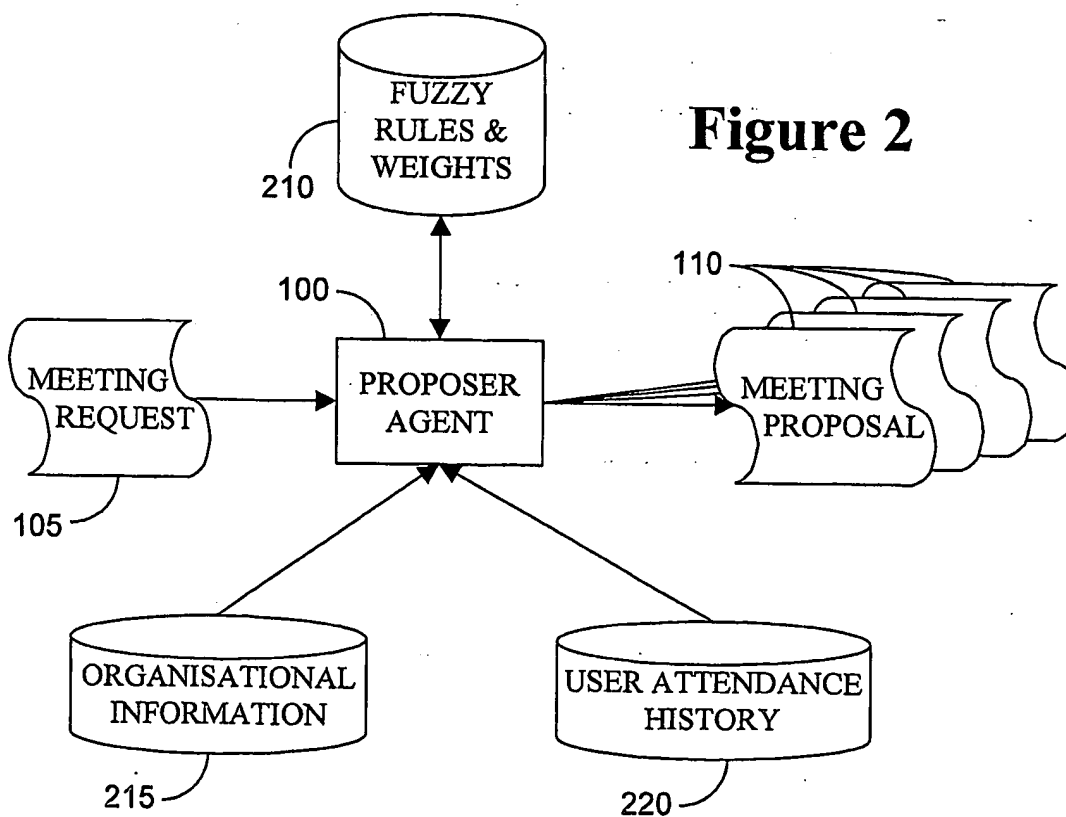 FUZZY
RULES &
WEIGHTS
210
Figure 2
100
110
MEETING
REQUEST
105
PROPOSER
AGENT
MEETING
PROPOSAL
ORGANISATIONAL
INFORMATION
215
USER ATTENDANCE
HISTORY
220